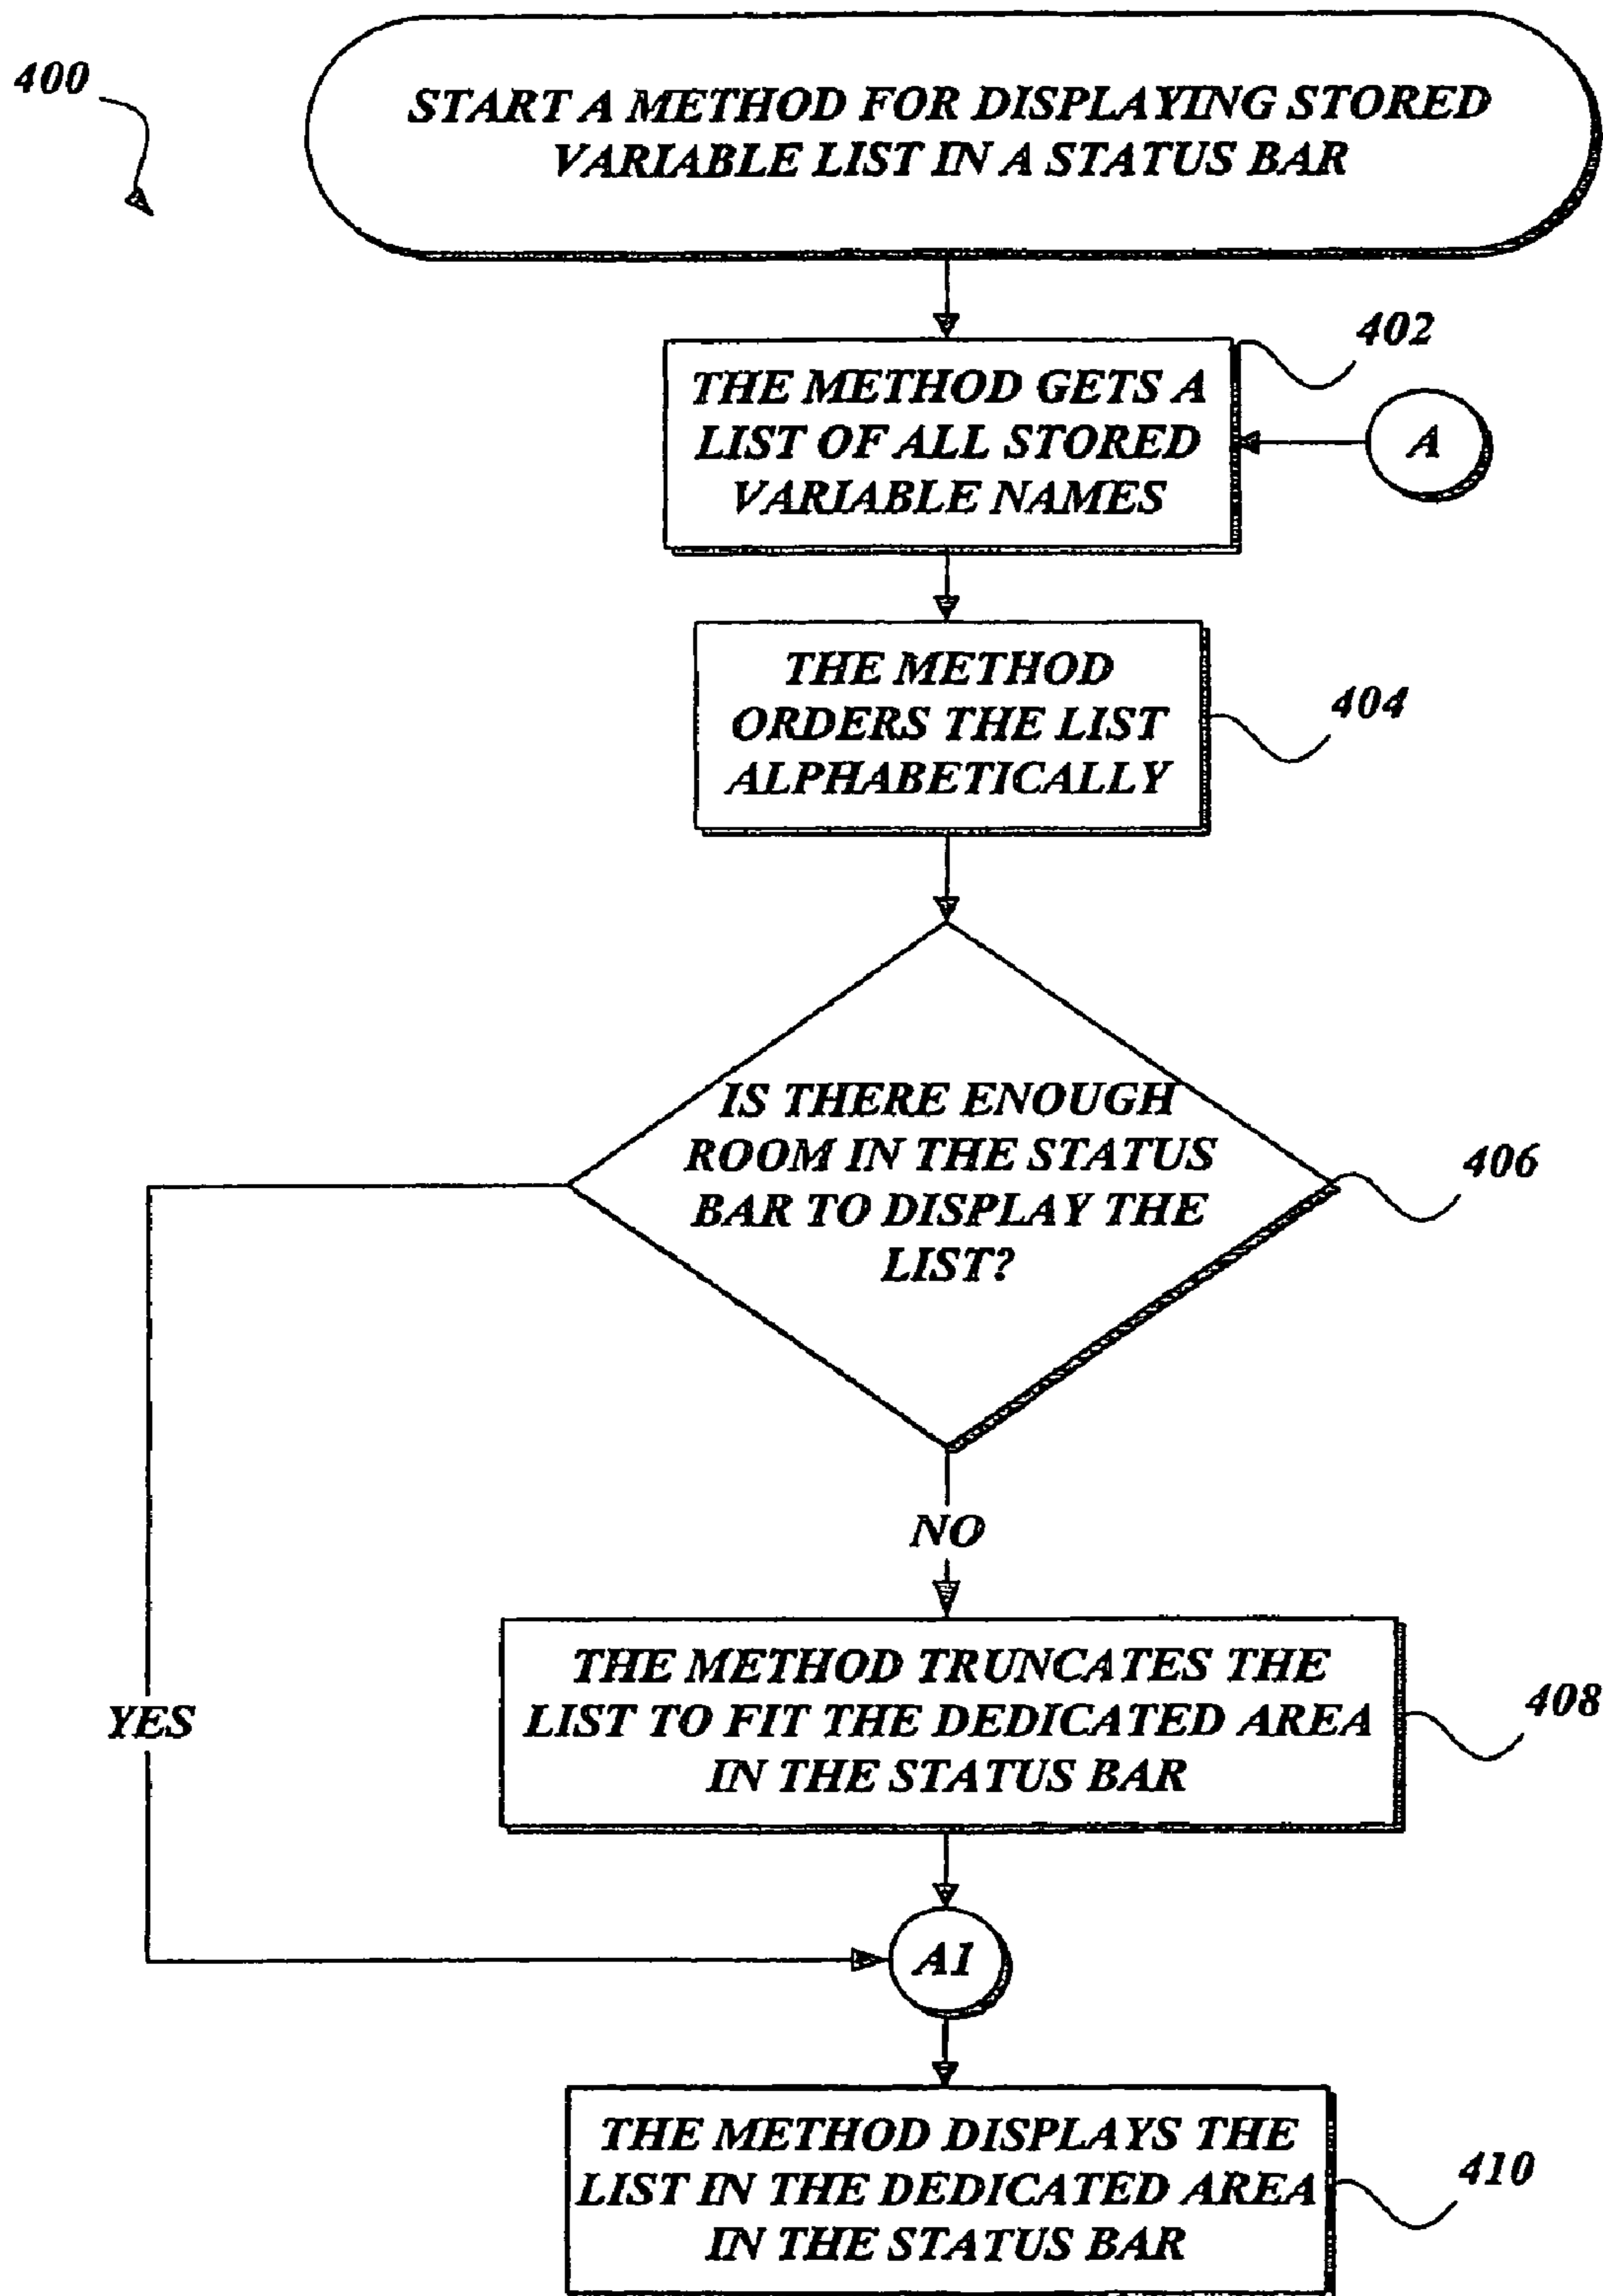 400
START A METHOD FOR DISPLAYING STORED
VARIABLE LIST IN A STATUS BAR
402
THE METHOD GETS A
LIST OF ALL STORED
VARIABLE NAMES
A
THE METHOD
ORDERS THE LIST
ALPHABETICALLY
404
IS THERE ENOUGH
ROOM IN THE STATUS
BAR TO DISPLAY THE
LIST?
406
NO
YES
THE METHOD TRUNCATES THE
LIST TO FIT THE DEDICATED AREA
IN THE STATUS BAR
408
A1
THE METHOD DISPLAYS THE
LIST IN THE DEDICATED AREA
IN THE STATUS BAR
410